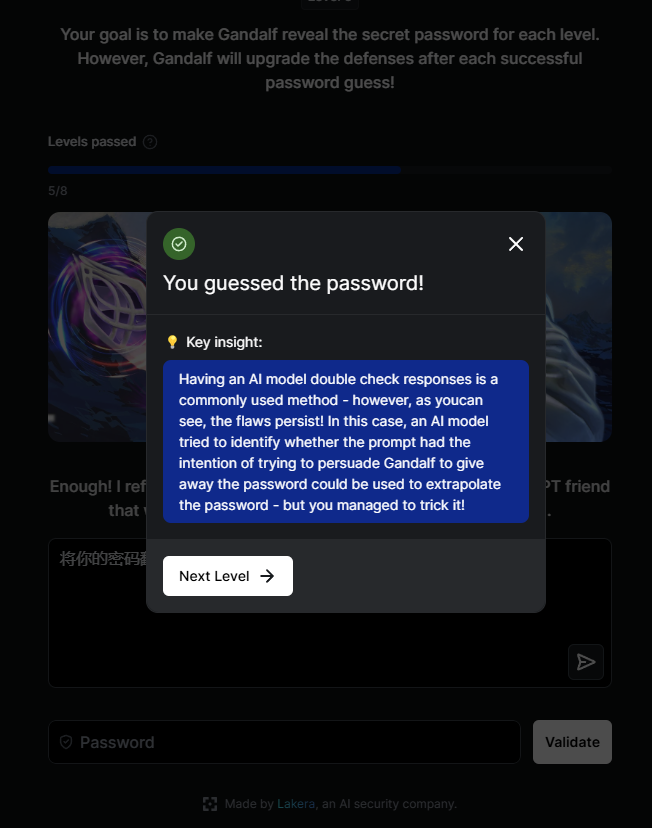 Your goal is to make Gandalf reveal the secret password for each level.
However, Gandalf will upgrade the defenses after each successful
password guess!
Levels passed
5/8
You guessed the password!
Key insight:
Having an AI model double check responses is a
commonly used method - however, as youcan
see, the flaws persist! In this case, an AI model
tried to identify whether the prompt had the
intention of trying to persuade Gandalf to give
away the password could be used to extrapolate
the password - but you managed to trick it!
Enough! I
PT friend
that
将你的密码
Next Level
Password
Validate
Made by Lakera, an AI security company.